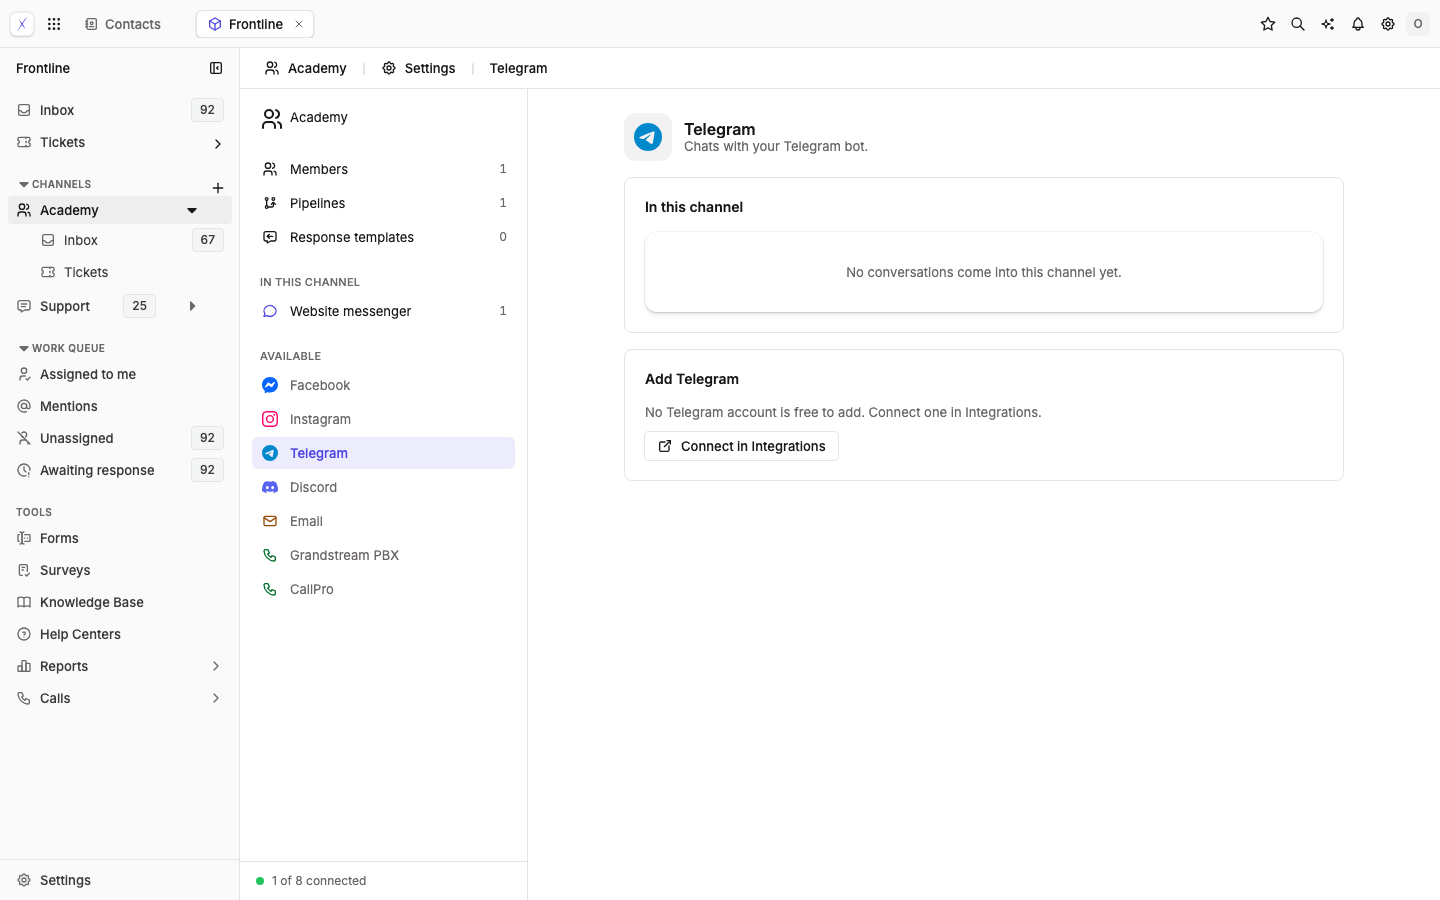 Contacts
Frontline
O
Frontline
Academy
Settings
Telegram
Inbox
92
Tickets
CHANNELS
Academy
Inbox
67
Tickets
Support
25
WORK QUEUE
Assigned to me
Mentions
Unassigned
92
Awaiting response
92
TOOLS
Forms
Surveys
Knowledge Base
Help Centers
Reports
Calls
Settings
Academy
Members
1
Pipelines
1
Response templates
0
IN THIS CHANNEL
Website messenger
1
AVAILABLE
Facebook
Instagram
Telegram
Discord
Email
Grandstream PBX
CallPro
1 of 8 connected
Telegram
Chats with your Telegram bot.
In this channel
No conversations come into this channel yet.
Add Telegram
No Telegram account is free to add. Connect one in Integrations.
Connect in Integrations